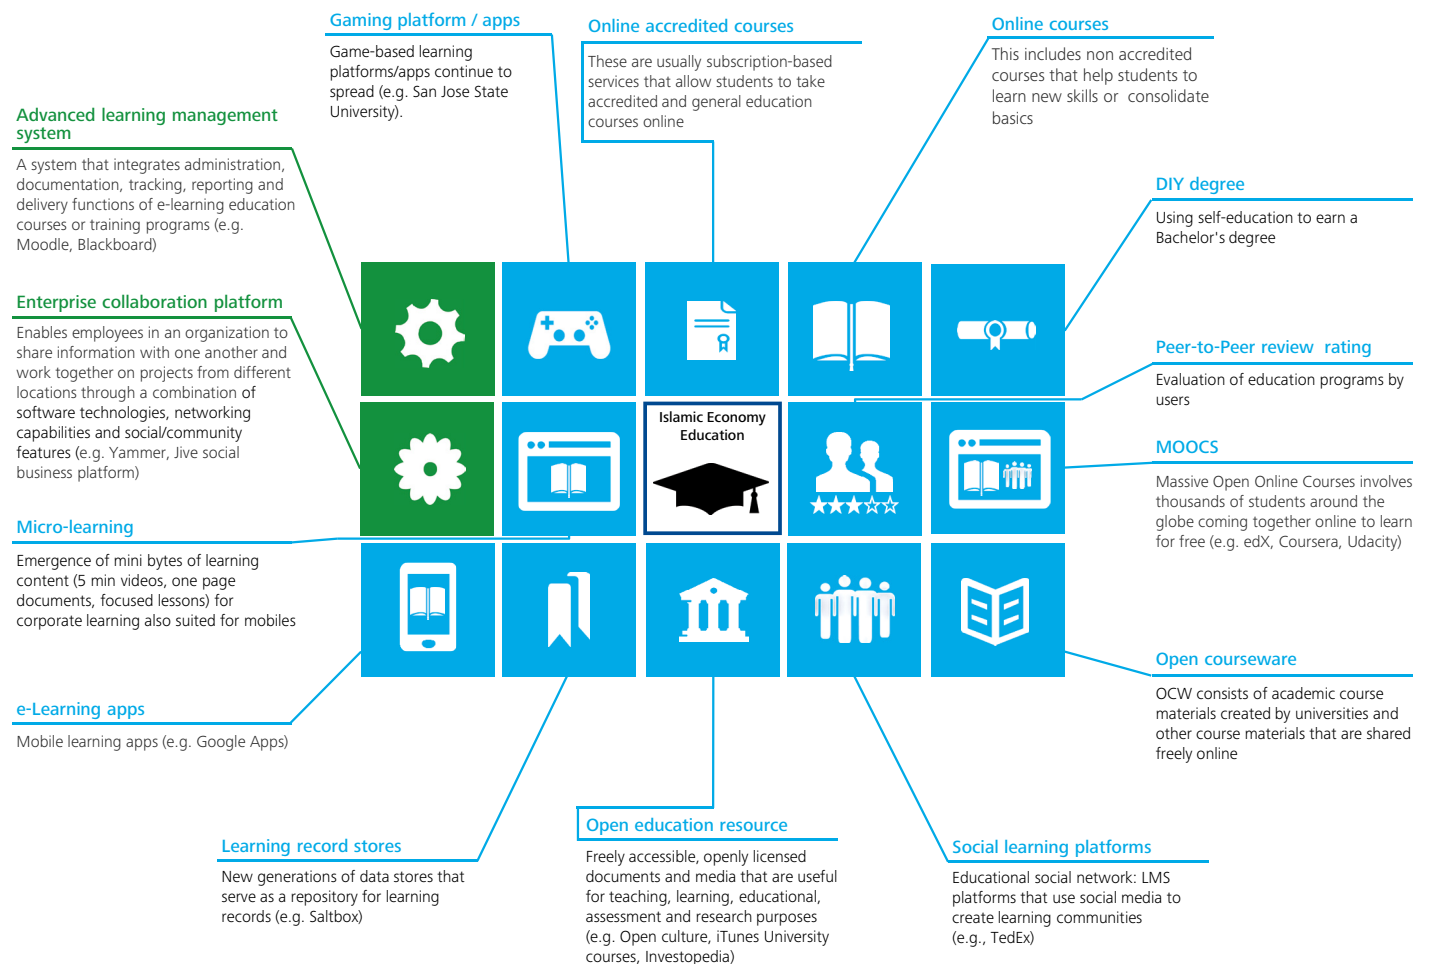 Gaming platform / apps
Game-based learning
platforms/apps continue to
spread (e.g. San Jose State
University).
Online accredited courses
These are usually subscription-based
services that allow students to take
accredited and general education
courses online
Online courses
This includes non accredited
courses that help students to
learn new skills or consolidate
basics
Advanced learning management
system
A system that integrates administration,
documentation, tracking, reporting and
delivery functions of e-learning education
courses or training programs (e.g.
Moodle, Blackboard)
DIY degree
Using self-education to earn a
Bachelor's degree
Enterprise collaboration platform
Enables employees in an organization to
share information with one another and
work together on projects from different
locations through a combination of
software technologies, networking
capabilities and social/community
features (e.g. Yammer, Jive social
business platform)
Peer-to-Peer review rating
Evaluation of education programs by
users
Islamic Economy
Education
MOOCS
Massive Open Online Courses involves
thousands of students around the
globe coming together online to learn
for free (e.g. edX, Coursera, Udacity)
Micro-learning
Emergence of mini bytes of learning
content (5 min videos, one page
documents, focused lessons) for
corporate learning also suited for mobiles
Open courseware
OCW consists of academic course
materials created by universities and
other course materials that are shared
freely online
e-Learning apps
Mobile learning apps (e.g. Google Apps)
Learning record stores
New generations of data stores that
serve as a repository for learning
records (e.g. Saltbox)
Open education resource
Freely accessible, openly licensed
documents and media that are useful
for teaching, learning, educational,
assessment and research purposes
(e.g. Open culture, iTunes University
courses, Investopedia)
Social learning platforms
Educational social network: LMS
platforms that use social media to
create learning communities
(e.g., TedEx)